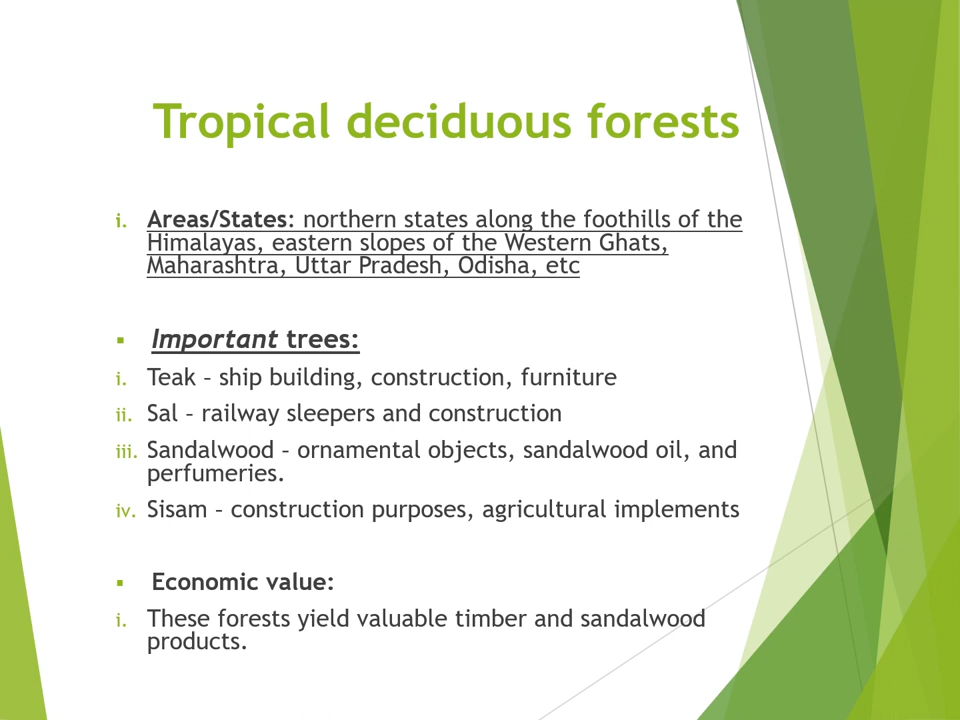 Tropical deciduous forests
i. Areas/States: northern states along the foothills of the
Himalayas, eastern slopes of the Western Ghats,
Maharashtra, Uttar Pradesh, Odisha, etc
▪ Important trees:
i. Teak – ship building, construction, furniture
ii. Sal – railway sleepers and construction
iii. Sandalwood – ornamental objects, sandalwood oil, and
perfumeries.
iv. Sisam – construction purposes, agricultural implements
▪ Economic value:
i. These forests yield valuable timber and sandalwood
products.